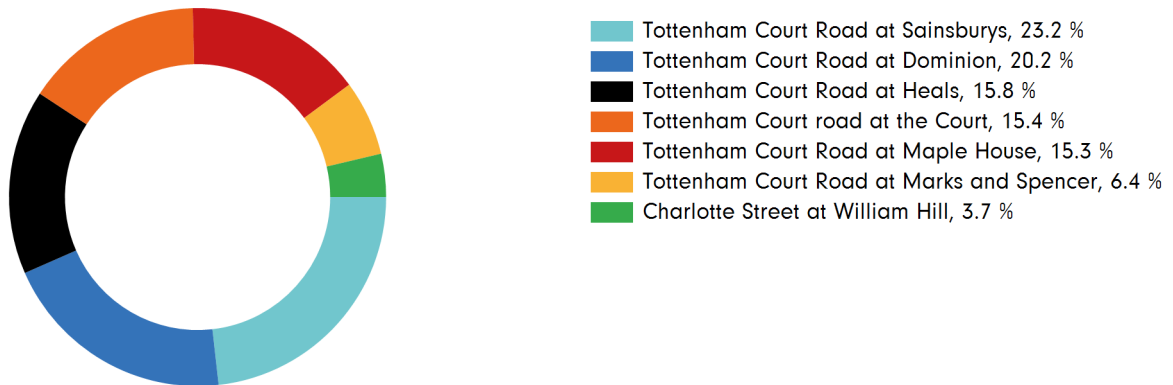 Tottenham Court Road at Sainsburys, 23.2 %
Tottenham Court Road at Dominion, 20.2 %
Tottenham Court Road at Heals, 15.8 %
Tottenham Court road at the Court, 15.4 %
Tottenham Court Road at Maple House, 15.3 %
Tottenham Court Road at Marks and Spencer, 6.4 %
Charlotte Street at William Hill, 3.7 %